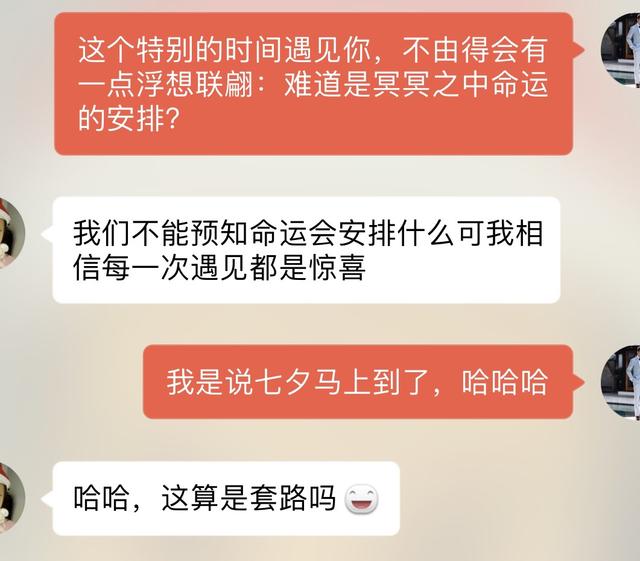 这个特别的时间遇见你，不由得会有
一点浮想联翩：难道是冥冥之中命运
的安排？
我们不能预知命运会安排什么可我相
信每一次遇见都是惊喜
我是说七夕马上到了，哈哈哈
哈哈，这算是套路吗